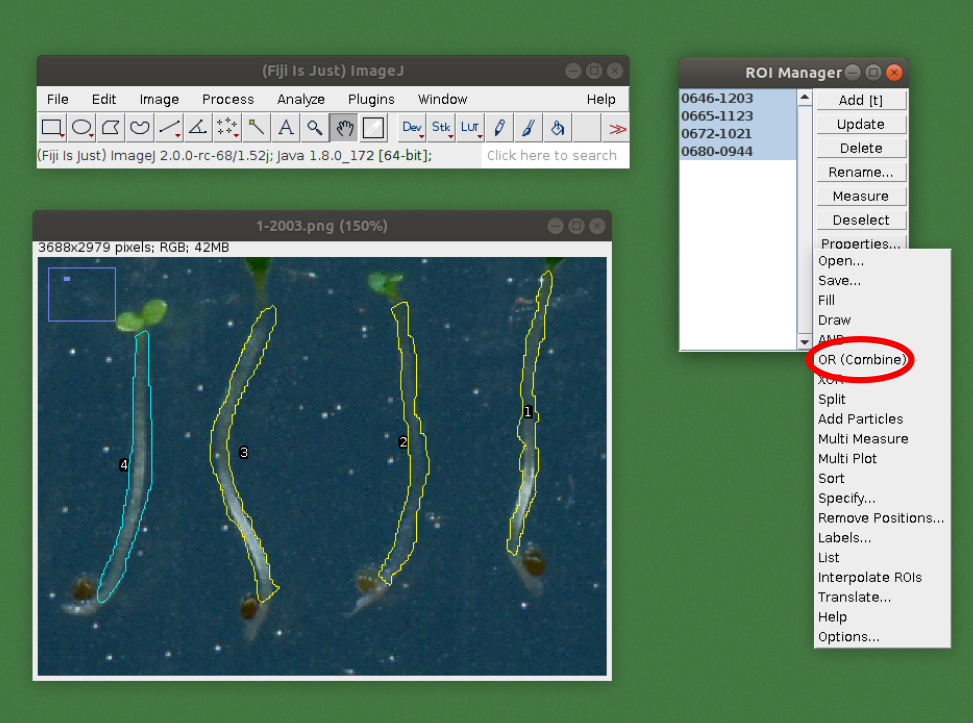 (Fiji Is Just) ImageJ
File Edit Image Process Analyze Plugins Window Help
A Dev Stk LUT >>
(Fiji Is Just) ImageJ 2.0.0-rc-68/1.52j; Java 1.8.0_172 [64-bit]; Click here to search
1-2003.png (150%)
3688x2979 pixels; RGB; 42MB
1
2
3
4
ROI Manager
0646-1203
0665-1123
0672-1021
0680-0944
Add [t]
Update
Delete
Rename...
Measure
Deselect
Properties...
Open...
Save...
Fill
Draw
AND
OR (Combine)
XOR
Split
Add Particles
Multi Measure
Multi Plot
Sort
Specify...
Remove Positions...
Labels...
List
Interpolate ROIs
Translate...
Help
Options...